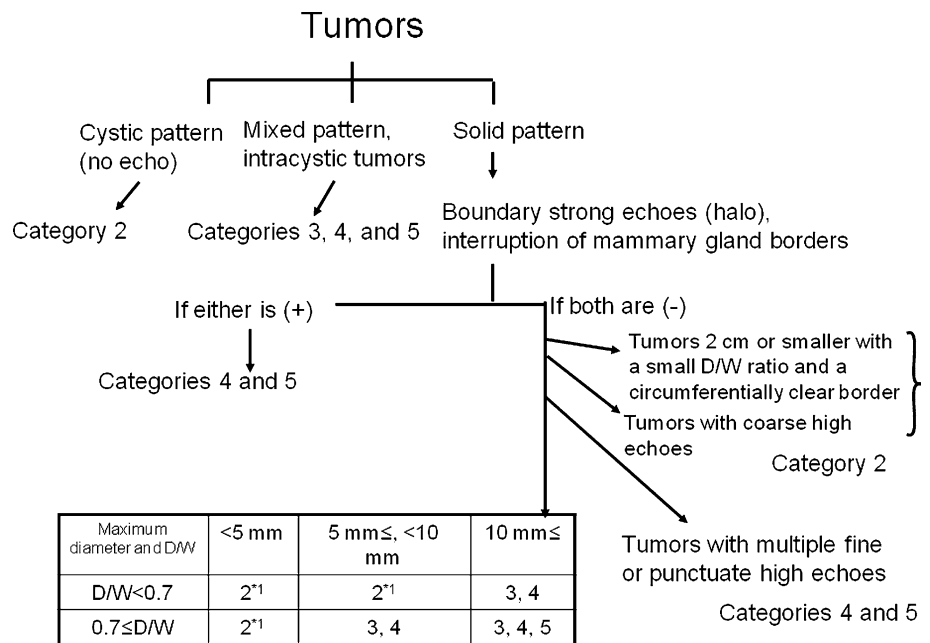 Tumors
Cystic pattern
(no echo)
Mixed pattern,
intracystic tumors
Solid pattern
Category 2
Categories 3, 4, and 5
Boundary strong echoes (halo),
interruption of mammary gland borders
If either is (+)
If both are (-)
Categories 4 and 5
Tumors 2 cm or smaller with
a small D/W ratio and a
circumferentially clear border
Tumors with coarse high
echoes
Category 2
Tumors with multiple fine
or punctuate high echoes
Categories 4 and 5
Maximum
diameter and D/W
<5 mm
5 mm≤, <10
mm
10 mm≤
D/W<0.7
2*1
2*1
3, 4
0.7≤D/W
2*1
3, 4
3, 4, 5